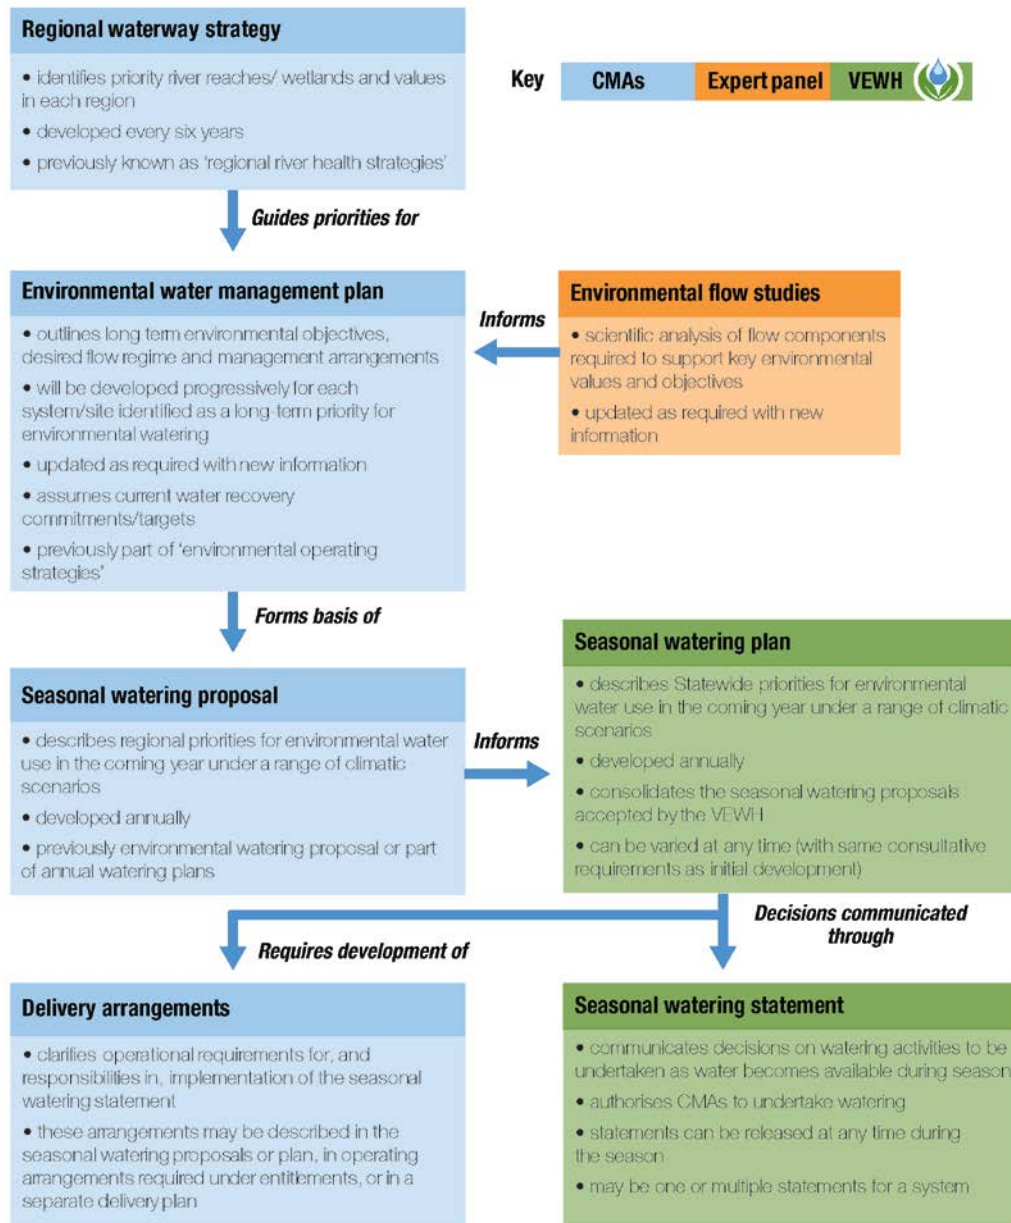 Regional waterway strategy
• identifies priority river reaches/ wetlands and values
in each region
• developed every six years
• previously known as 'regional river health strategies'
Key
CMAs
Expert panel
VEWH
Guides priorities for
Environmental water management plan
• outlines long term environmental objectives,
desired flow regime and management arrangements
• will be developed progressively for each
system/site identified as a long-term priority for
environmental watering
• updated as required with new information
• assumes current water recovery
commitments/targets
• previously part of 'environmental operating
strategies'
Informs
Environmental flow studies
• scientific analysis of flow components
required to support key environmental
values and objectives
• updated as required with new
information
Forms basis of
Seasonal watering proposal
• describes regional priorities for environmental water
use in the coming year under a range of climatic
scenarios
• developed annually
• previously environmental watering proposal or part
of annual watering plans
Informs
Seasonal watering plan
• describes Statewide priorities for environmental
water use in the coming year under a range of climatic
scenarios
• developed annually
• consolidates the seasonal watering proposals
accepted by the VEWH
• can be varied at any time (with same consultative
requirements as initial development)
Requires development of
Decisions communicated
through
Delivery arrangements
• clarifies operational requirements for, and
responsibilities in, implementation of the seasonal
watering statement
• these arrangements may be described in the
seasonal watering proposals or plan, in operating
arrangements required under entitlements, or in a
separate delivery plan
Seasonal watering statement
• communicates decisions on watering activities to be
undertaken as water becomes available during season
• authorises CMAs to undertake watering
• statements can be released at any time during
the season
• may be one or multiple statements for a system